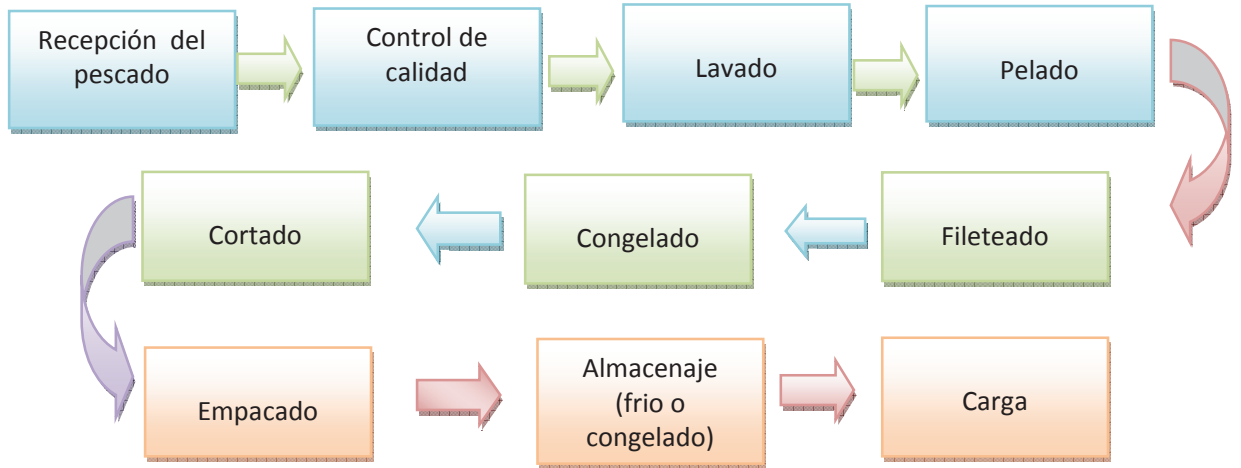 Recepción del
pescado
Control de
calidad
Lavado
Pelado
Fileteado
Congelado
Cortado
Empacado
Almacenaje
(frio o
congelado)
Carga